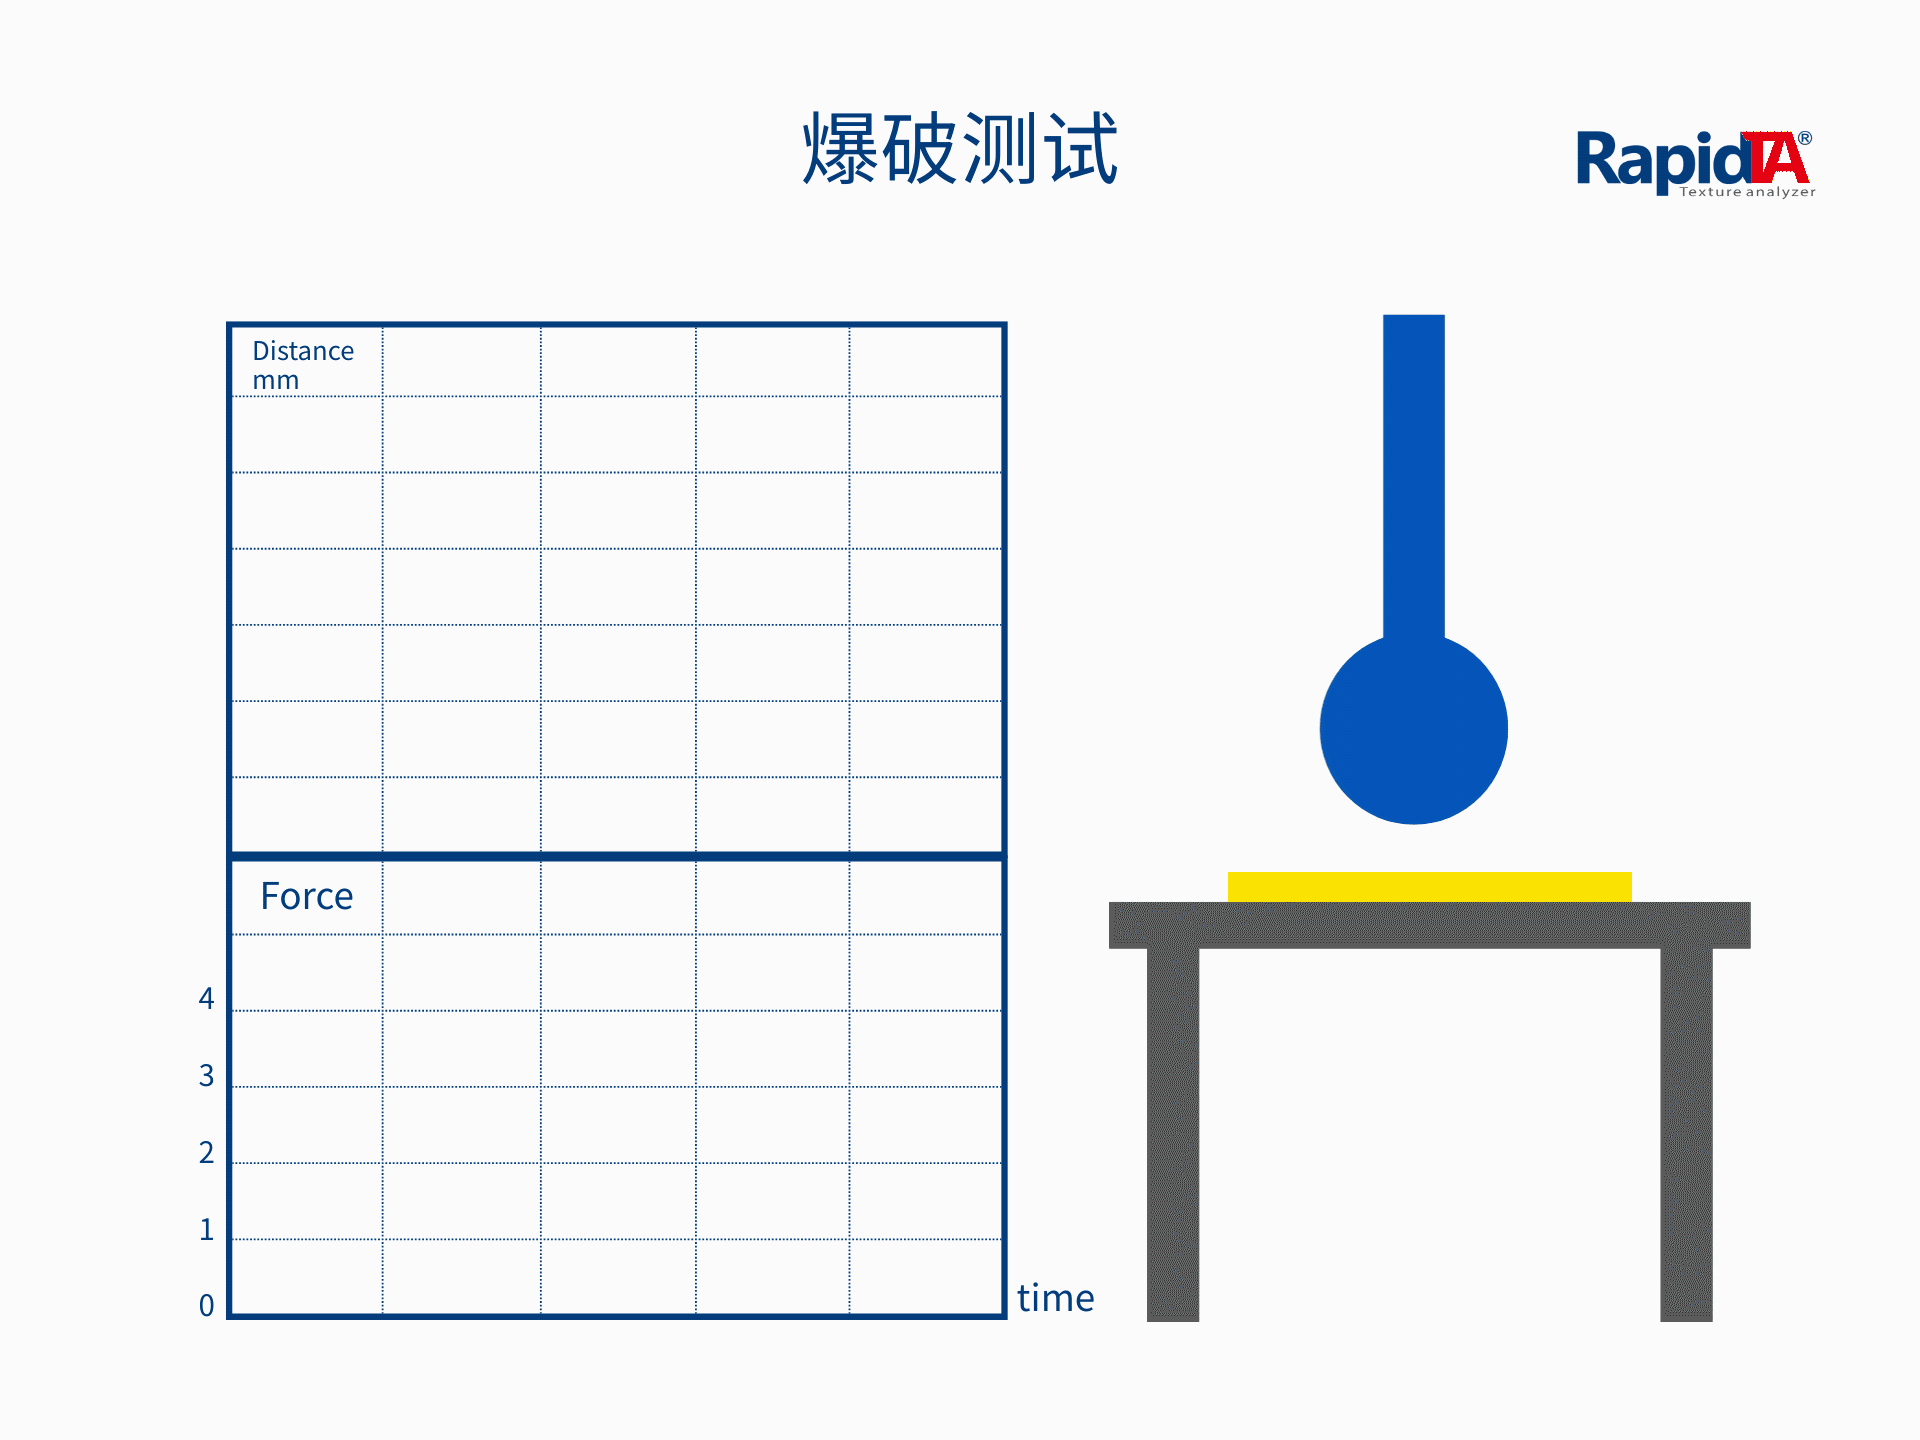 爆破测试
RapidTA®
Texture analyzer
Distance
mm
Force
4
3
2
1
0
time